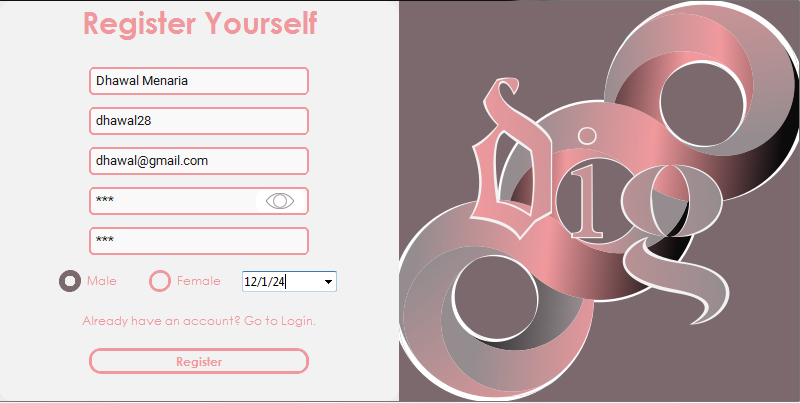 Register Yourself
Dhawal Menaria
dhawal28
dhawal@gmail.com
***
***
Male Female 12/1/24
Already have an account? Go to Login.
Register
Dig